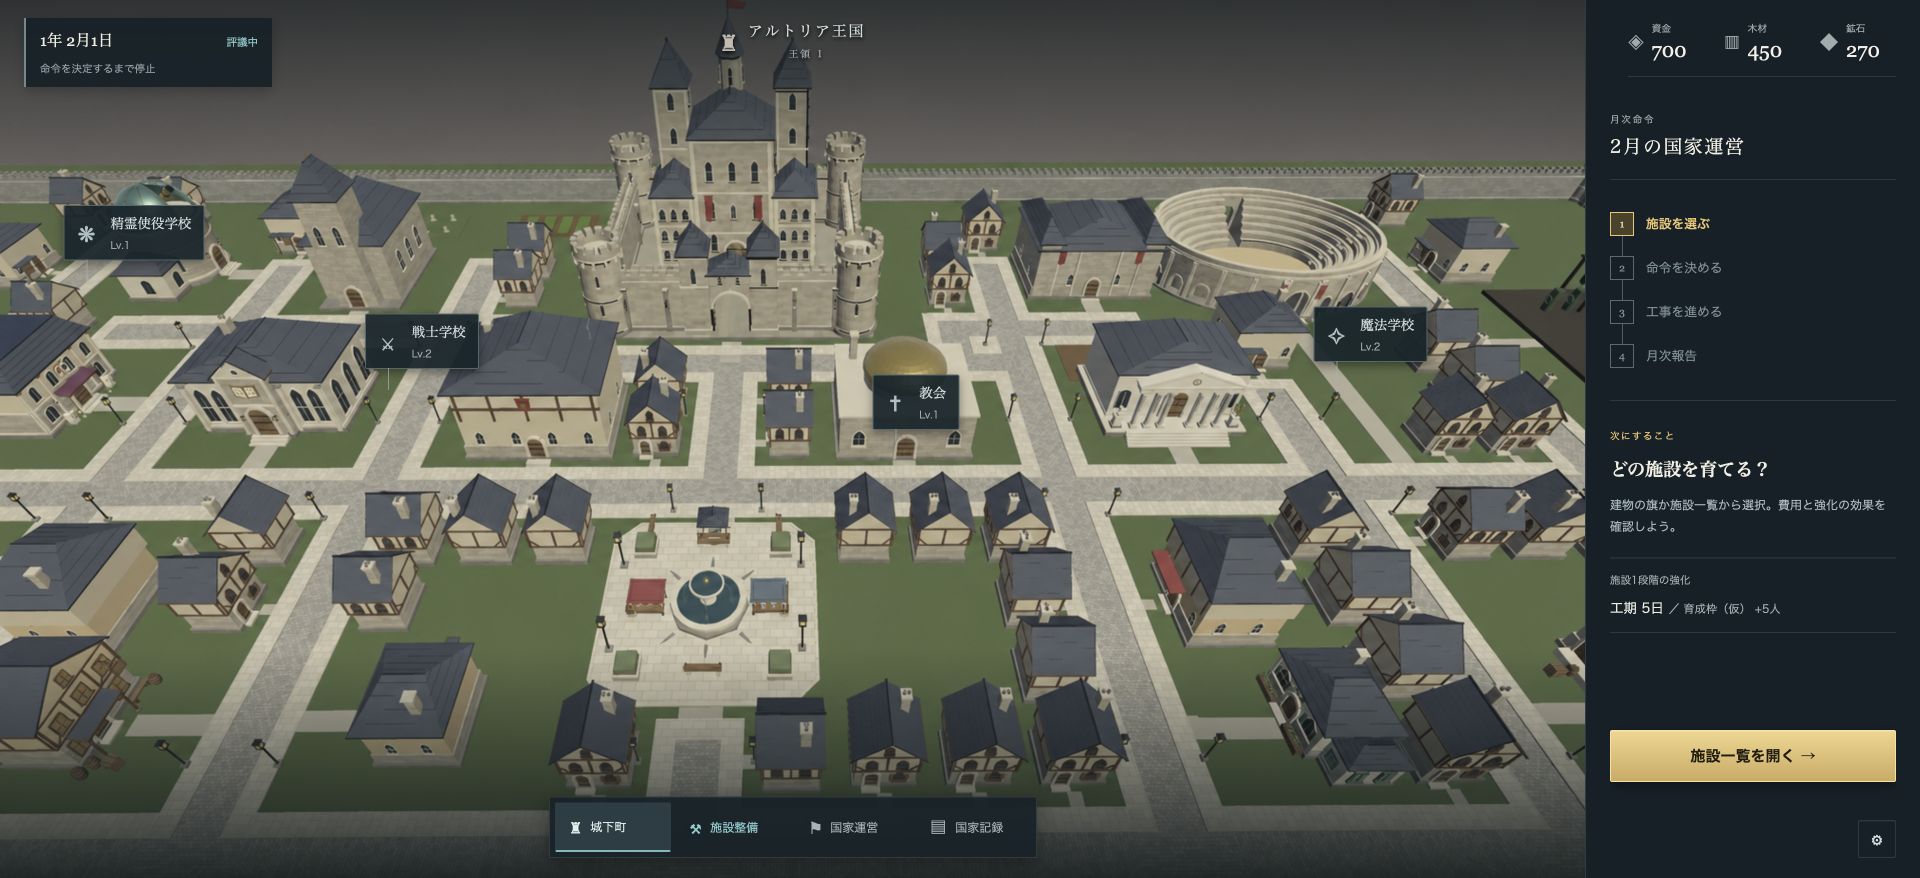 1年 2月1日
評議中
命令を決定するまで停止
アルトリア王国
王領 I
資金
700
木材
450
鉱石
270
精霊使役学校
Lv.1
戦士学校
Lv.2
教会
Lv.1
魔法学校
Lv.2
月次命令
2月の国家運営
1 施設を選ぶ
2 命令を決める
3 工事を進める
4 月次報告
次にすること
どの施設を育てる？
建物の旗か施設一覧から選択。費用と強化の効果を
確認しよう。
施設1段階の強化
工期 5日 ／ 育成枠（仮） +5人
施設一覧を開く →
城下町
施設整備
国家運営
国家記録